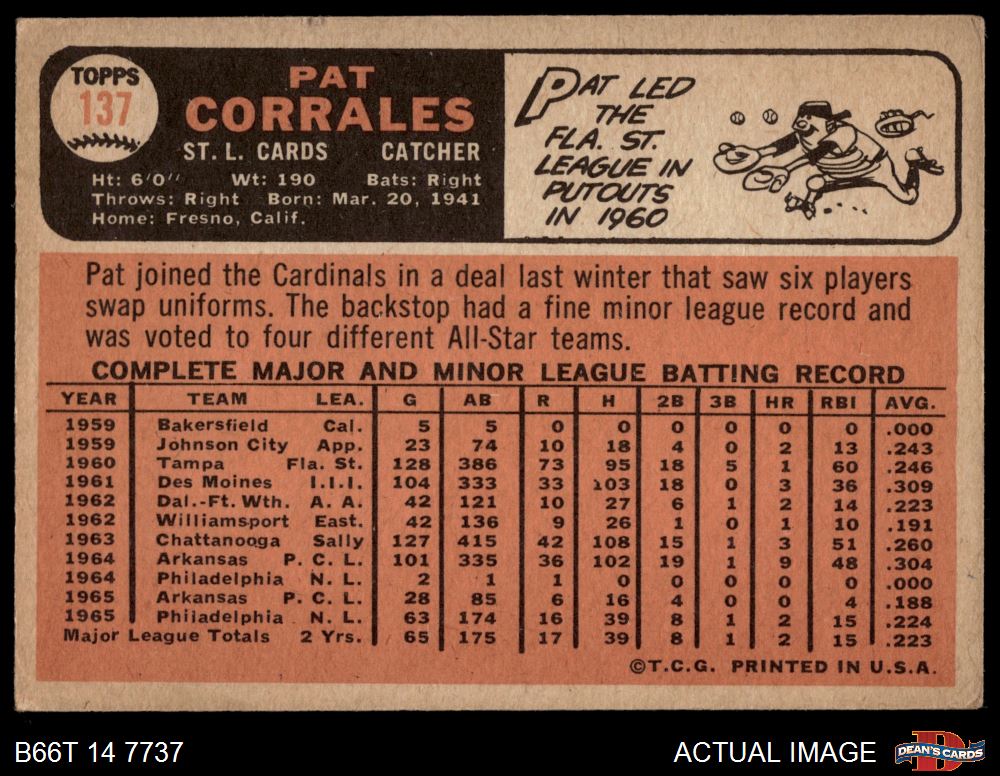 TOPPS
137
PAT
CORRALES
ST. L. CARDS CATCHER
Ht: 6'0" Wt: 190 Bats: Right
Throws: Right Born: Mar. 20, 1941
Home: Fresno, Calif.
PAT LED
THE
FLA. ST.
LEAGUE IN
PUTOUTS
IN 1960
Pat joined the Cardinals in a deal last winter that saw six players
swap uniforms. The backstop had a fine minor league record and
was voted to four different All-Star teams.
COMPLETE MAJOR AND MINOR LEAGUE BATTING RECORD
YEAR TEAM LEA. G AB R H 2B 3B HR RBI AVG.
1959 Bakersfield Cal. 5 5 0 0 0 0 0 0 .000
1959 Johnson City App. 23 74 10 18 4 0 2 13 .243
1960 Tampa Fla. St. 128 386 73 95 18 5 1 60 .246
1961 Des Moines I.I.I. 104 333 33 103 18 0 3 36 .309
1962 Dal.-Ft. Wth. A. A. 42 121 10 27 6 1 2 14 .223
1962 Williamsport East. 42 136 9 26 1 0 1 10 .191
1963 Chattanooga Sally 127 415 42 108 15 1 3 51 .260
1964 Arkansas P. C. L. 101 335 36 102 19 1 9 48 .304
1964 Philadelphia N. L. 2 1 1 0 0 0 0 0 .000
1965 Arkansas P. C. L. 28 85 6 16 4 0 0 4 .188
1965 Philadelphia N. L. 63 174 16 39 8 1 2 15 .224
Major League Totals 2 Yrs. 65 175 17 39 8 1 2 15 .223
©T.C.G. PRINTED IN U.S.A.
B66T 14 7737 ACTUAL IMAGE DEAN'S CARDS